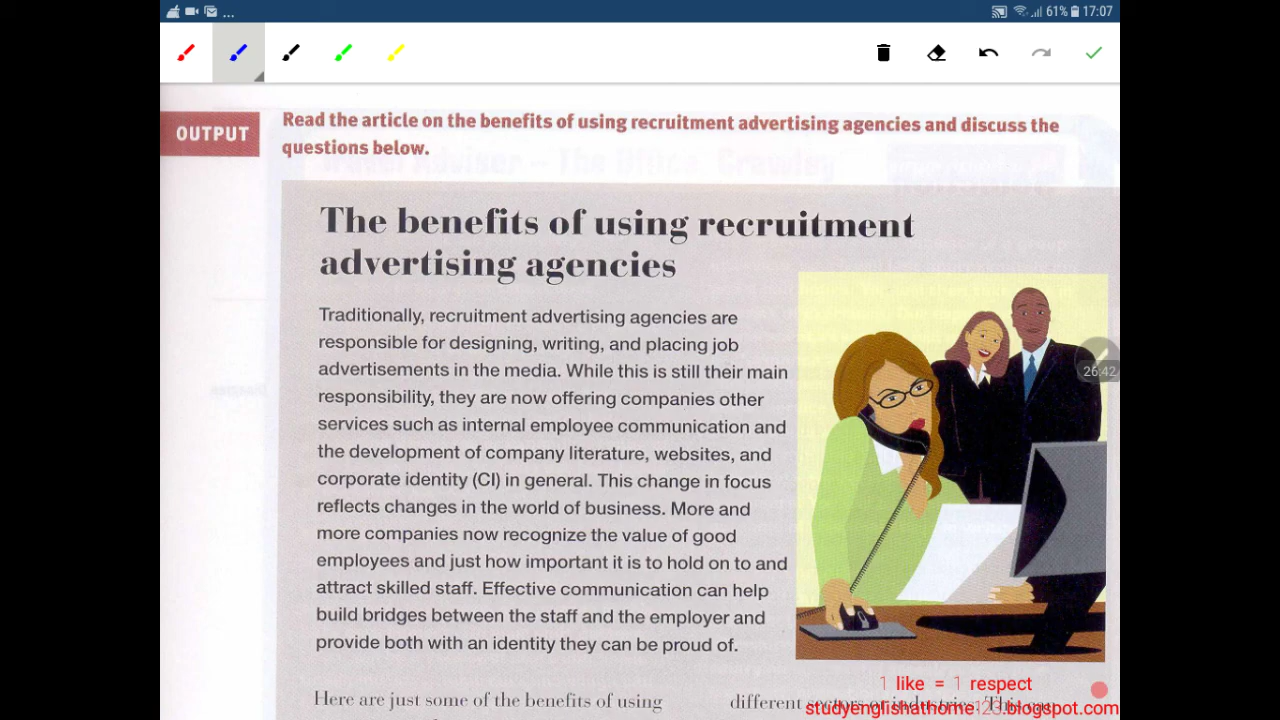 ... 61% 17:07
OUTPUT
Read the article on the benefits of using recruitment advertising agencies and discuss the
questions below.
The benefits of using recruitment
advertising agencies
Traditionally, recruitment advertising agencies are
responsible for designing, writing, and placing job
advertisements in the media. While this is still their main
responsibility, they are now offering companies other
services such as internal employee communication and
the development of company literature, websites, and
corporate identity (CI) in general. This change in focus
reflects changes in the world of business. More and
more companies now recognize the value of good
employees and just how important it is to hold on to and
attract skilled staff. Effective communication can help
build bridges between the staff and the employer and
provide both with an identity they can be proud of.
26:42
Here are just some of the benefits of using
different sectors or industries. This can
1 like = 1 respect
studyenglishathome123.blogspot.com